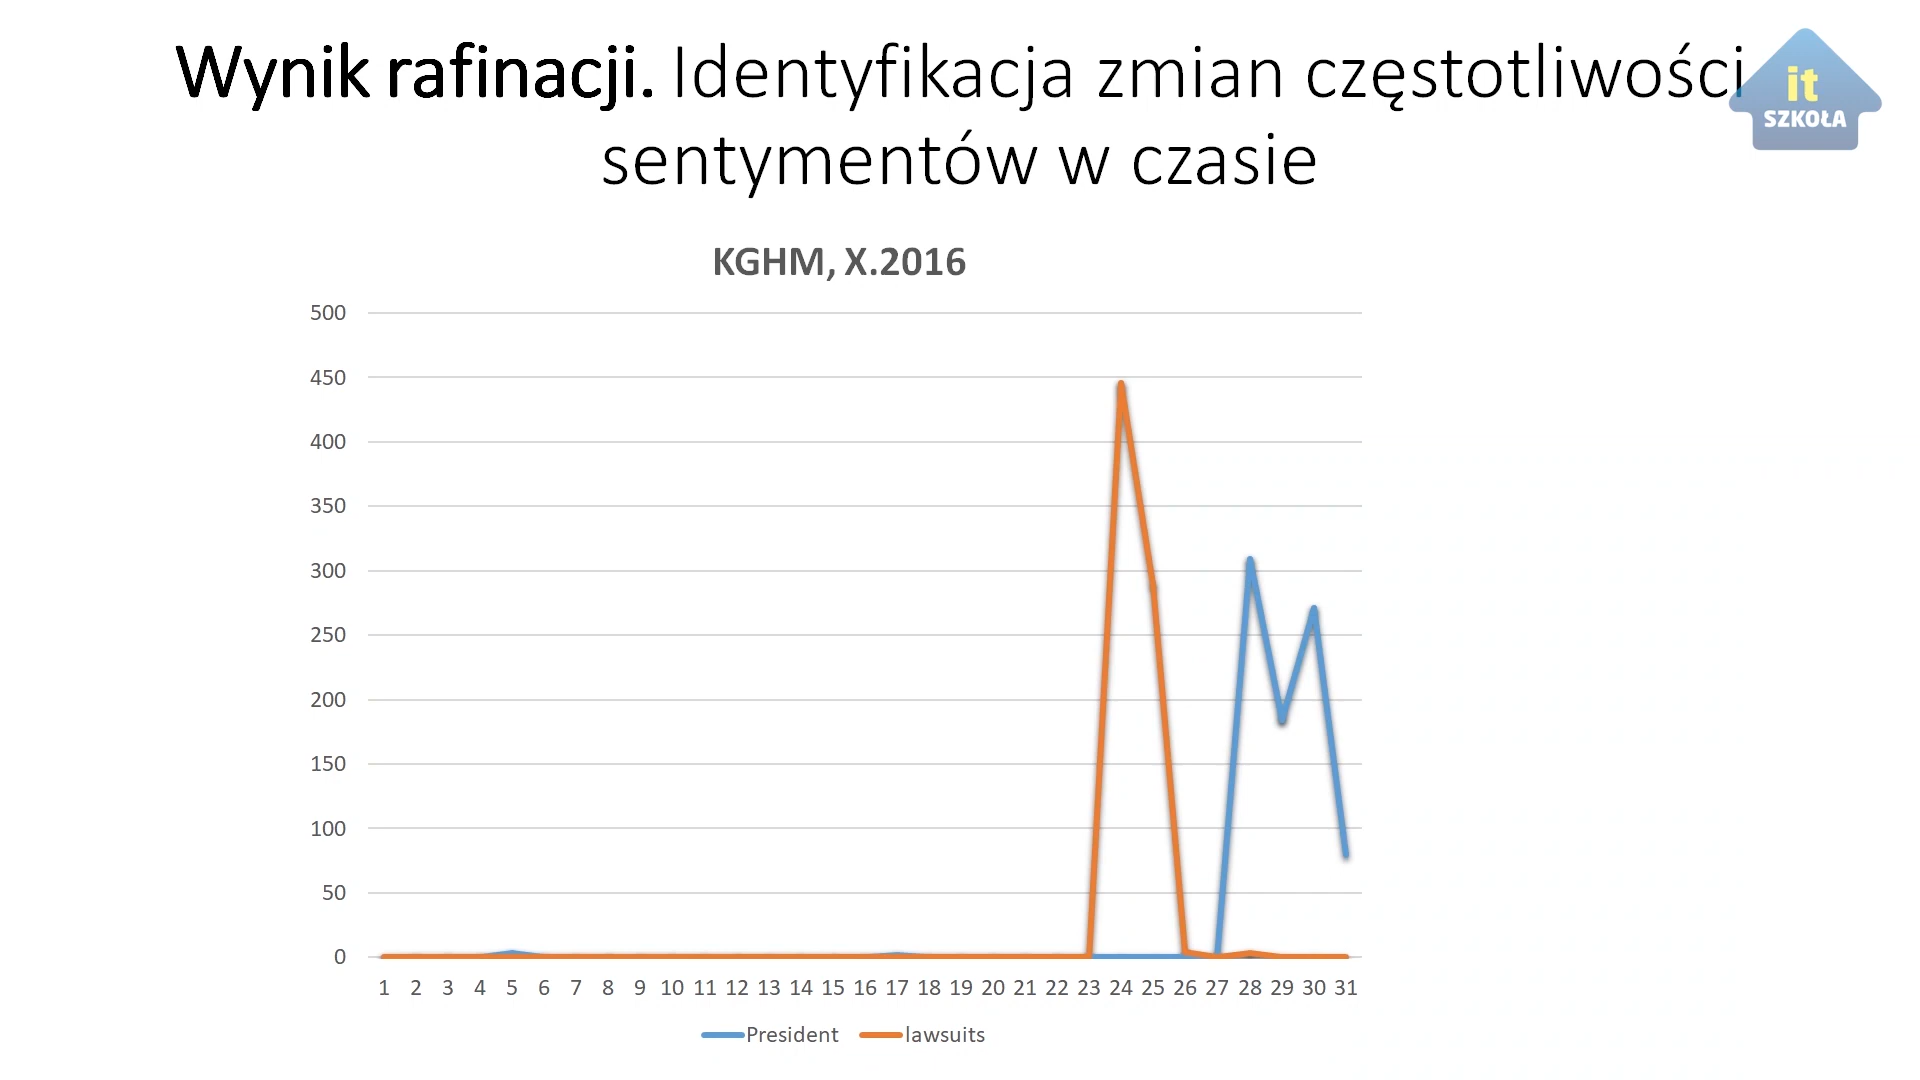 Wynik rafinacji. Identyfikacja zmian częstotliwości
sentymentów w czasie
it
SZKOŁA
KGHM, X.2016
500
450
400
350
300
250
200
150
100
50
0
1 2 3 4 5 6 7 8 9 10 11 12 13 14 15 16 17 18 19 20 21 22 23 24 25 26 27 28 29 30 31
President lawsuits